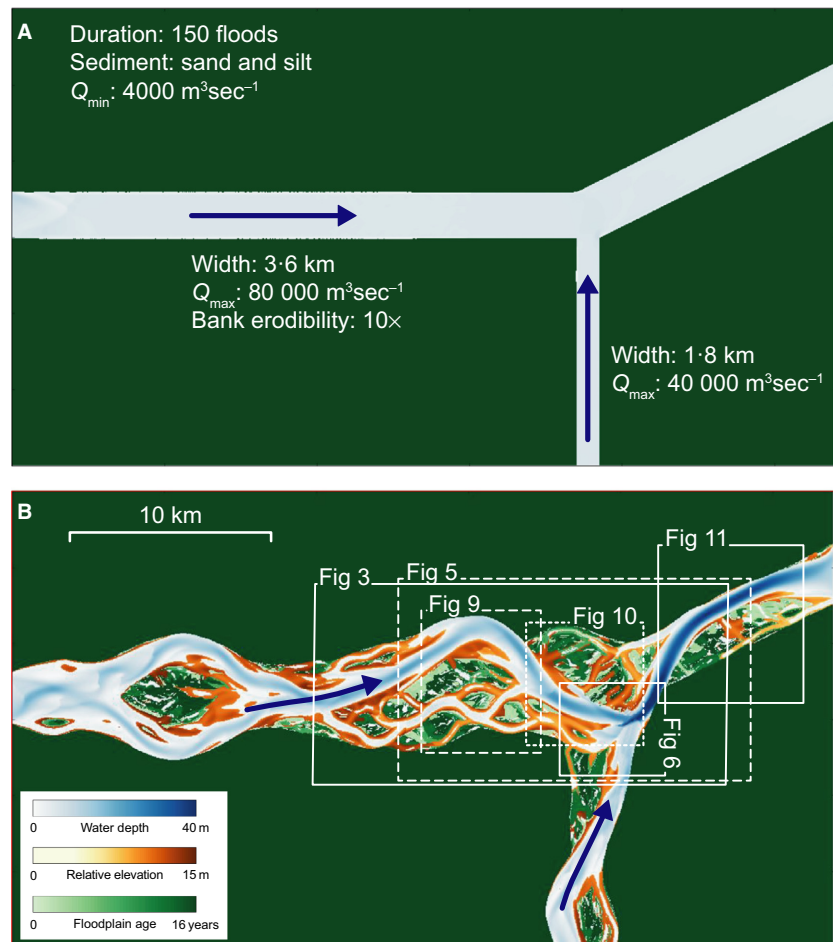 A
Duration: 150 floods
Sediment: sand and silt
Qmin: 4000 m³sec⁻¹
Width: 3·6 km
Qmax: 80 000 m³sec⁻¹
Bank erodibility: 10×
Width: 1·8 km
Qmax: 40 000 m³sec⁻¹
B
10 km
Fig 11
Fig 3
Fig 5
Fig 9
Fig 10
Fig 6
0 Water depth 40 m
0 Relative elevation 15 m
0 Floodplain age 16 years